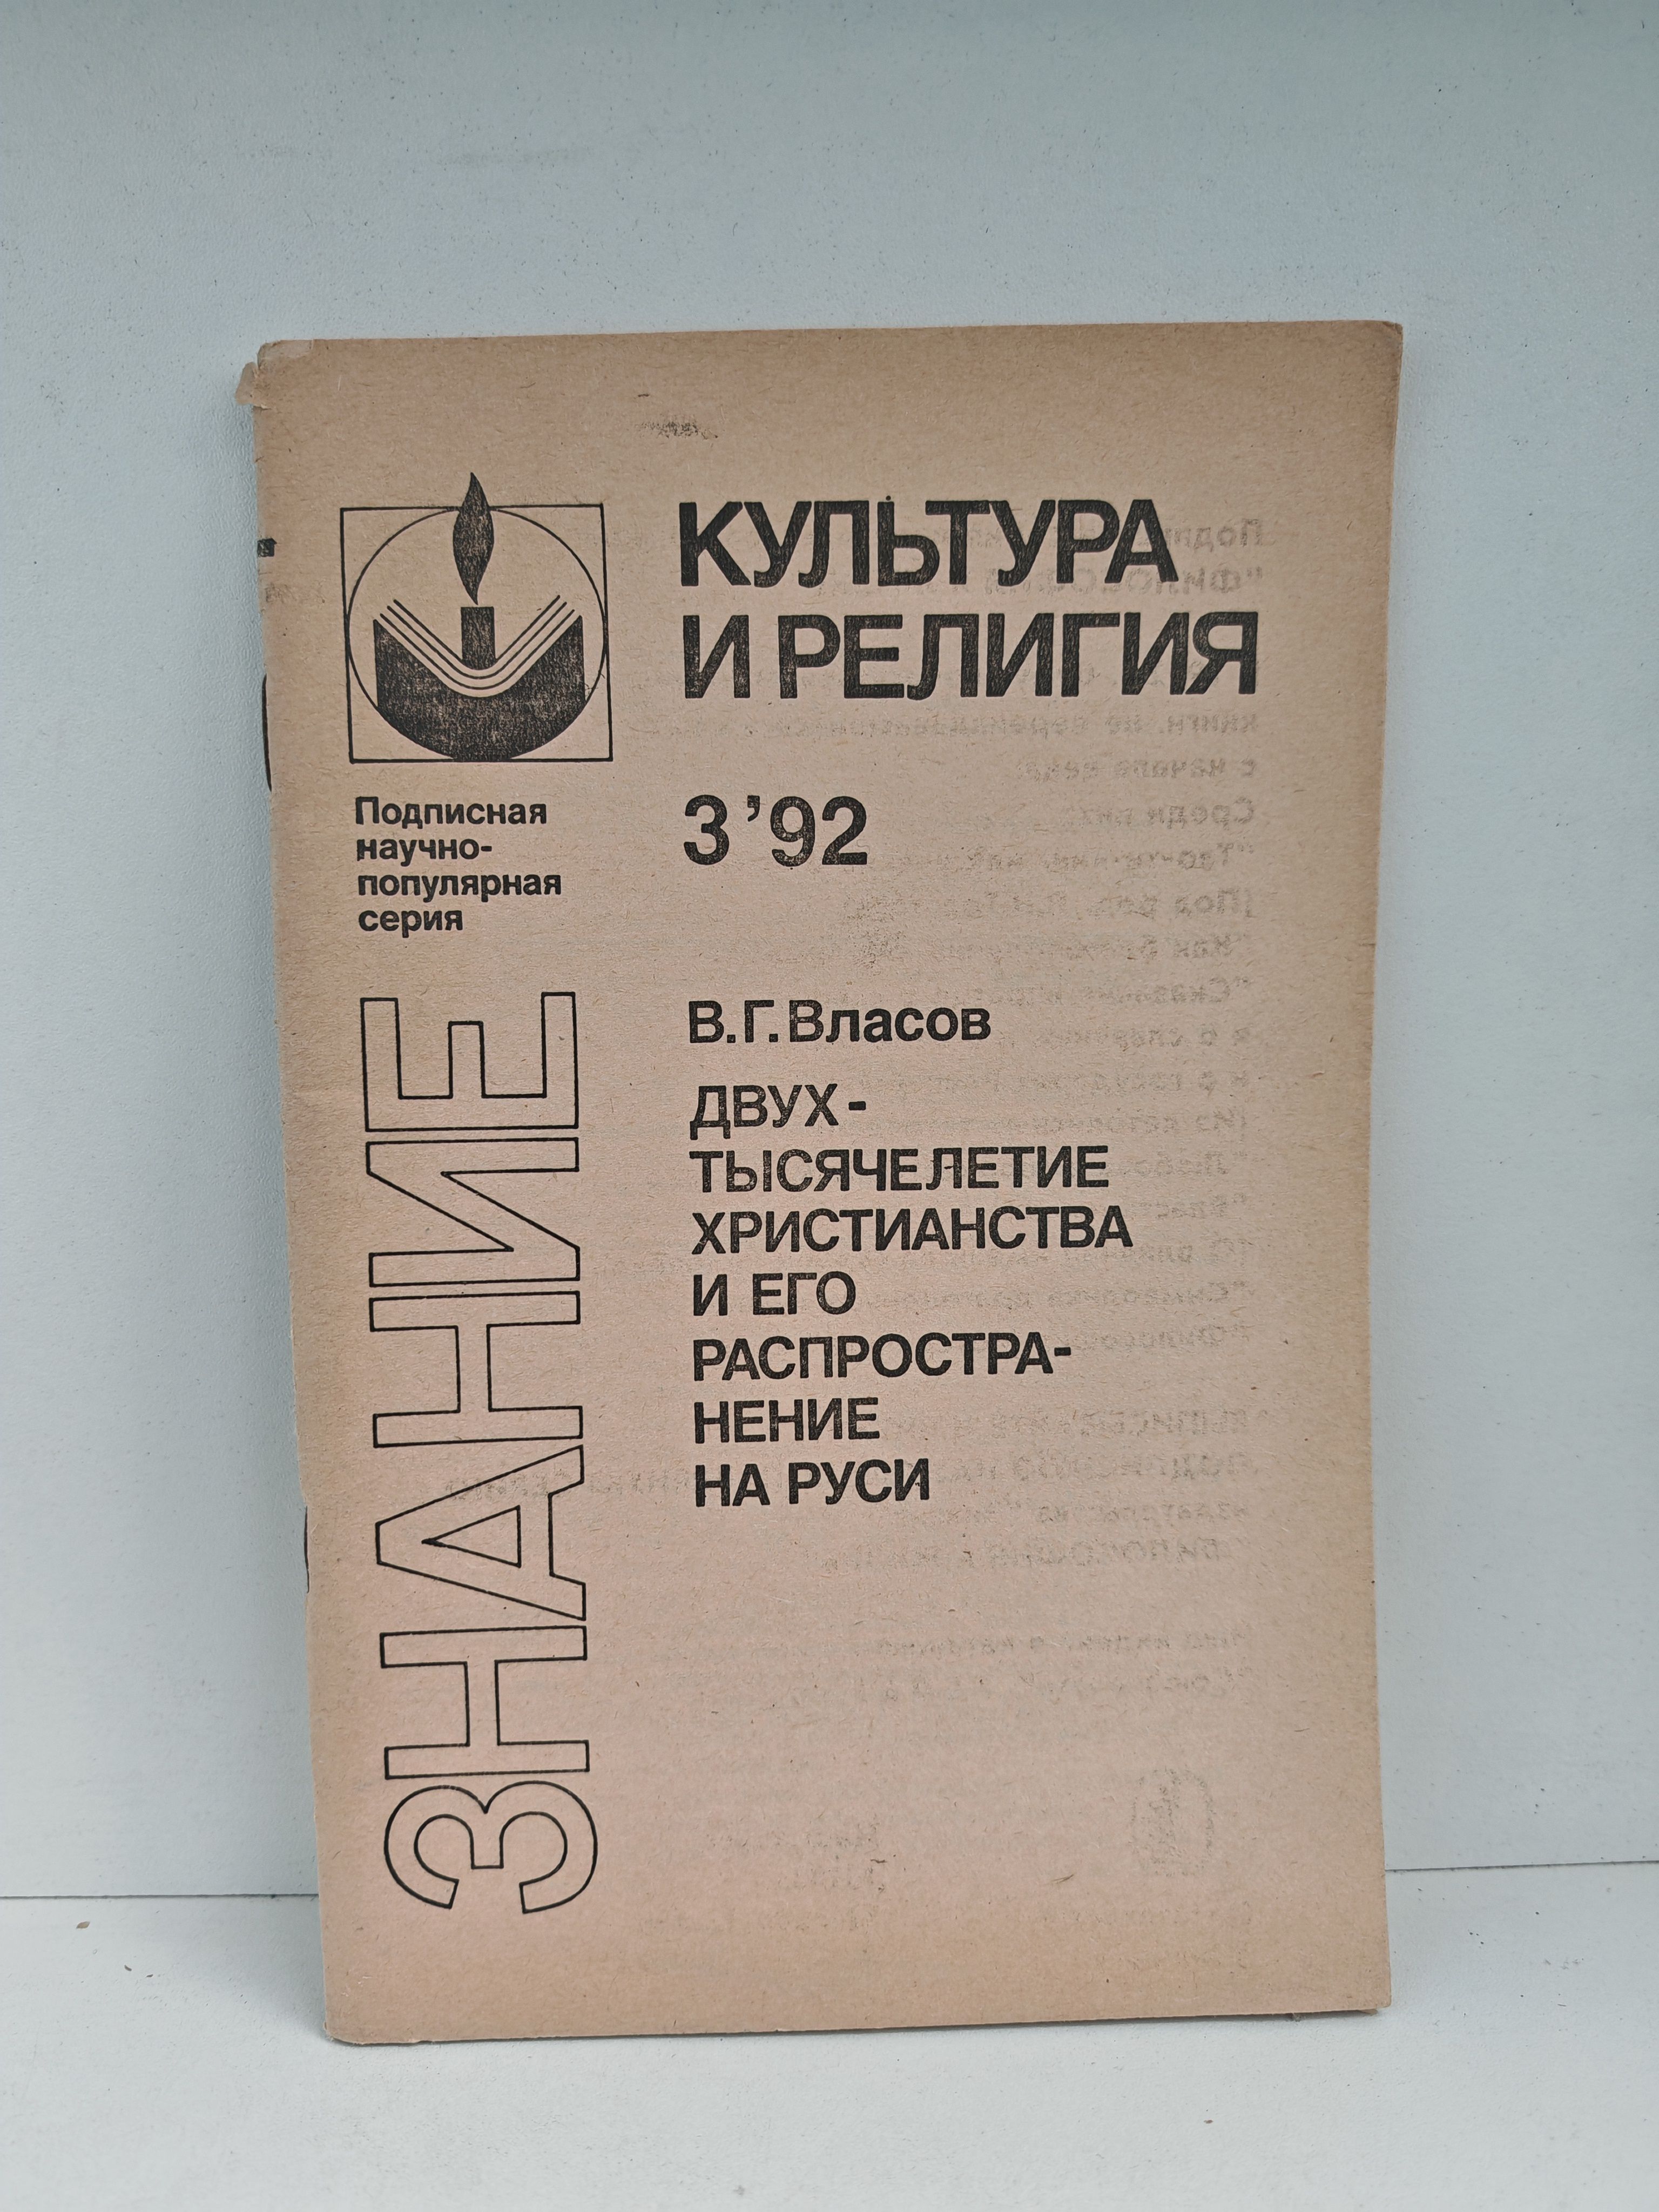 КУЛЬТУРА
И РЕЛИГИЯ
Подписная
научно-
популярная
серия
3 '92
ЗНАНИЕ
В.Г.Власов
ДВУХ-
ТЫСЯЧЕЛЕТИЕ
ХРИСТИАНСТВА
И ЕГО
РАСПРОСТРА-
НЕНИЕ
НА РУСИ